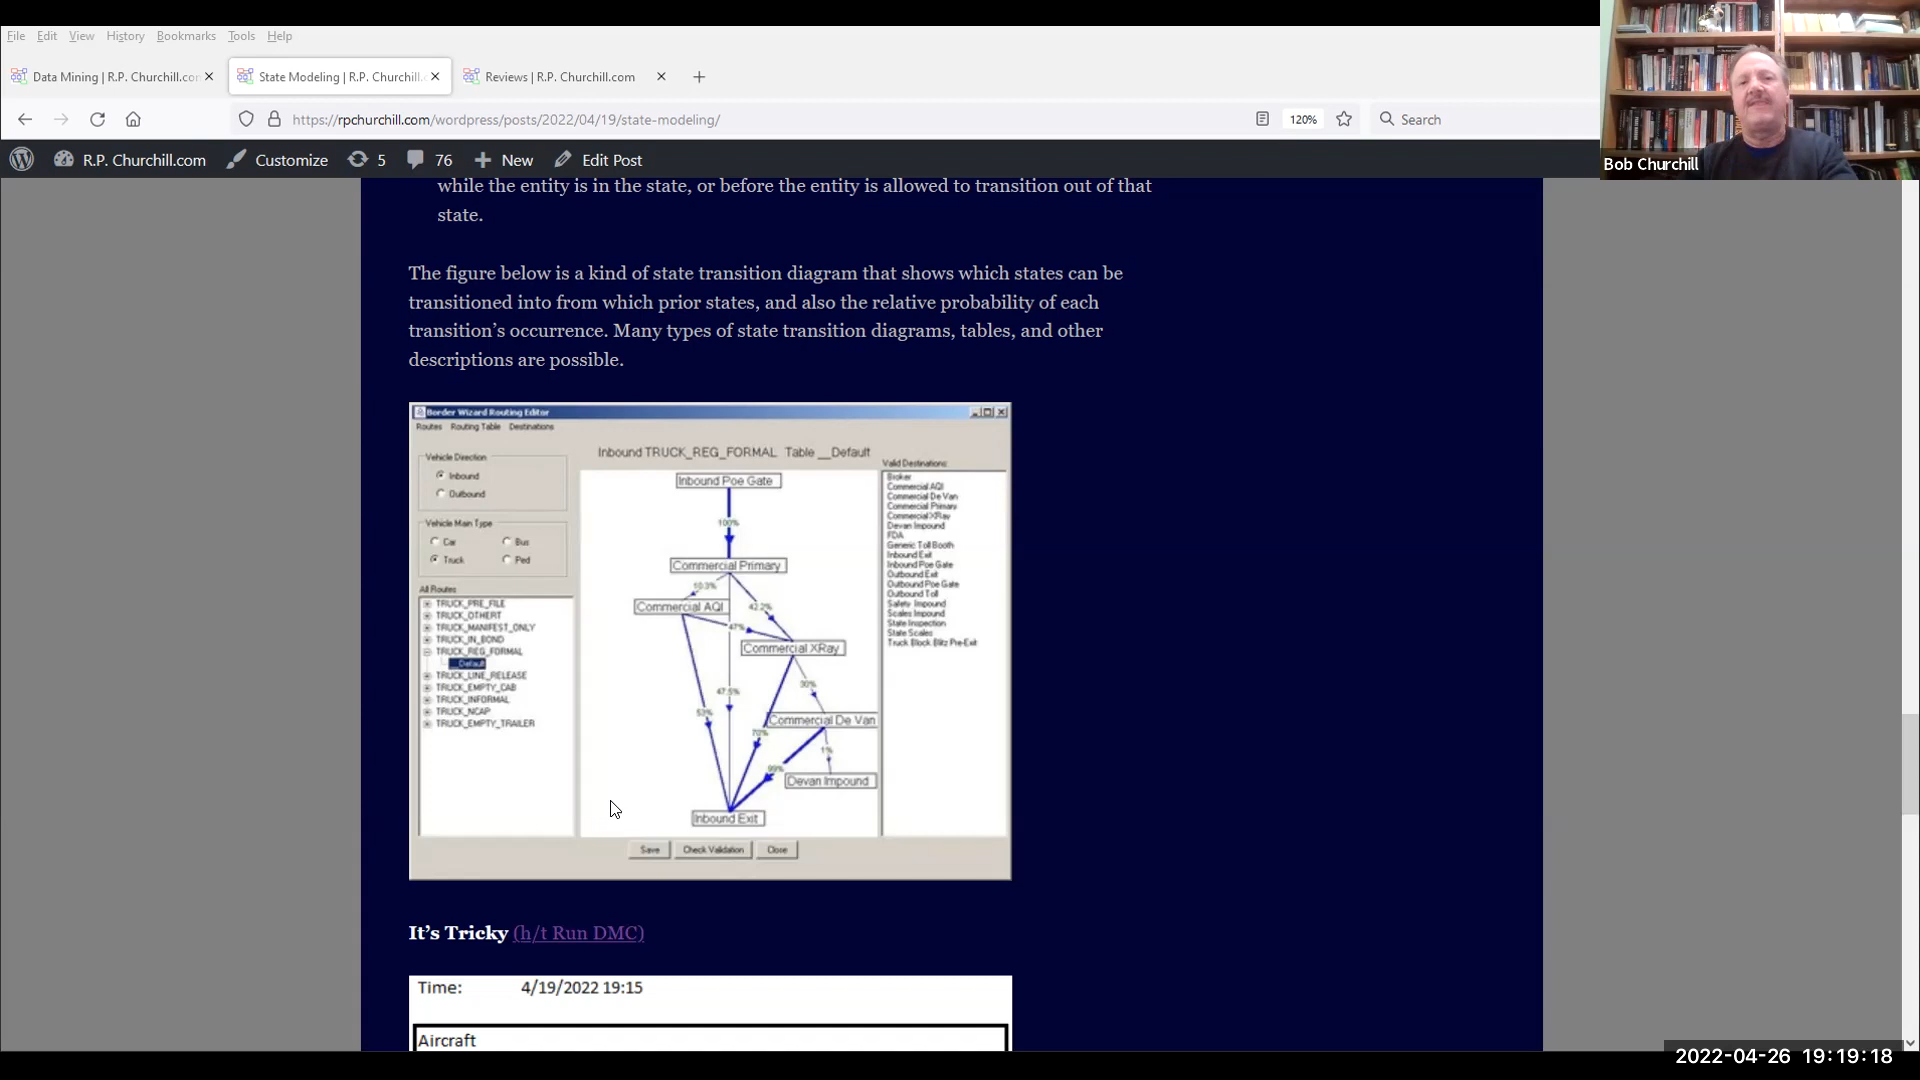 File Edit View History Bookmarks Tools Help
Data Mining | R.P. Churchill.co
State Modeling | R.P. Churchill.
Reviews | R.P. Churchill.com
https://rpchurchill.com/wordpress/posts/2022/04/19/state-modeling/
120%
Search
R.P. Churchill.com Customize 5 76 New Edit Post
Bob Churchill
while the entity is in the state, or before the entity is allowed to transition out of that
state.
The figure below is a kind of state transition diagram that shows which states can be
transitioned into from which prior states, and also the relative probability of each
transition’s occurrence. Many types of state transition diagrams, tables, and other
descriptions are possible.
Border Wizard Routing Editor
Routes Routing Table Destinations
Vehicle Direction
Inbound
Outbound
Vehicle Main Type
Car Bus
Truck Ped
All Routes
TRUCK_PRE_FILE
TRUCK_OTHERT
TRUCK_MANIFEST_ONLY
TRUCK_IN_BOND
TRUCK_REG_FORMAL
__Default
TRUCK_LINE_RELEASE
TRUCK_EMPTY_CAB
TRUCK_INFORMAL
TRUCK_NCAP
TRUCK_EMPTY_TRAILER
Inbound TRUCK_REG_FORMAL Table __Default
Inbound Poe Gate
100%
Commercial Primary
10.3%
Commercial AQI
42.2%
47%
Commercial XRay
30%
47.5%
53%
Commercial De Van
70%
1%
99%
Devan Impound
Inbound Exit
Valid Destinations:
Broker
Commercial AQI
Commercial De Van
Commercial Primary
Commercial XRay
Devan Impound
FDA
Generic Toll Booth
Inbound Exit
Inbound Poe Gate
Outbound Exit
Outbound Poe Gate
Outbound Toll
Safety Impound
Scales Impound
State Inspection
State Scales
Truck Block Blitz Pre-Exit
Save Check Validation Close
It’s Tricky (h/t Run DMC)
Time: 4/19/2022 19:15
Aircraft
2022-04-26 19:19:18